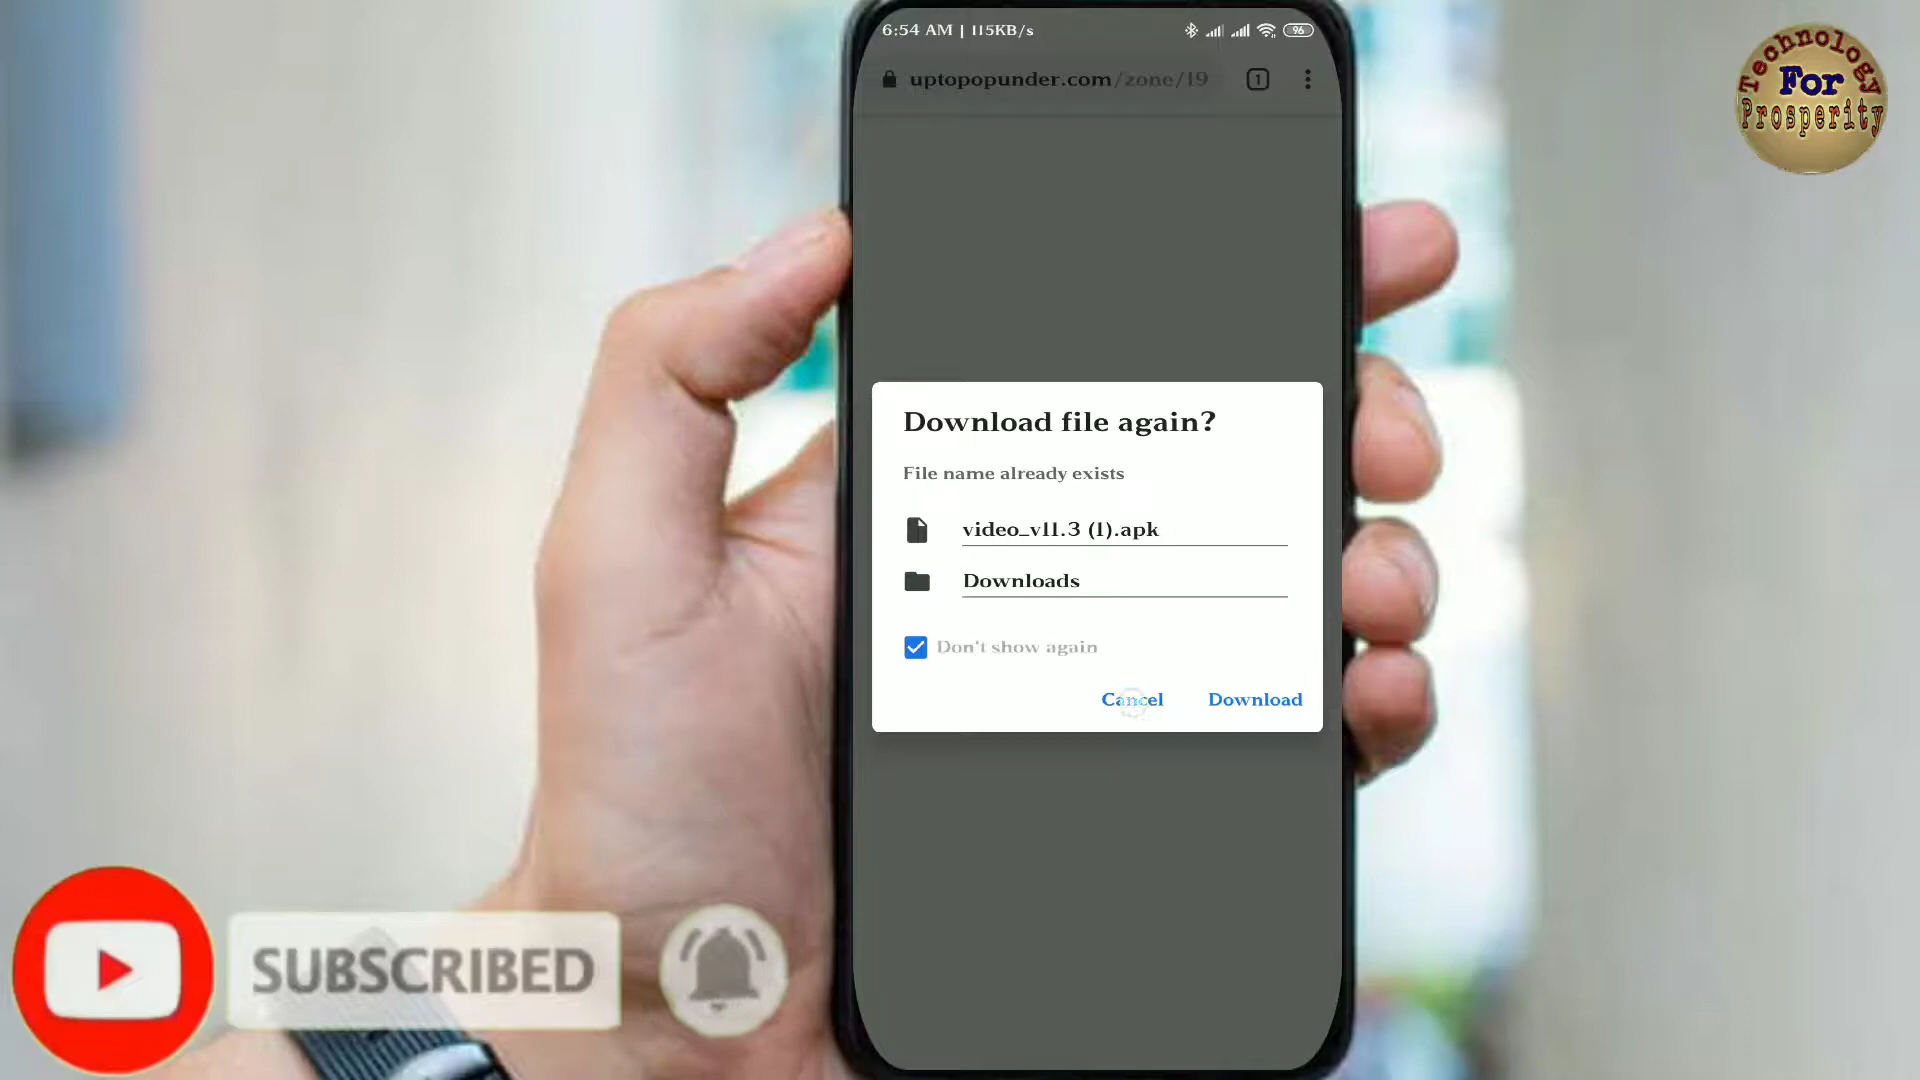 6:54 AM | 115KB/s
96
uptopopunder.com/zone/19
1
Technology
For
Prosperity
Download file again?
File name already exists
video_v11.3 (1).apk
Downloads
Don't show again
Cancel
Download
SUBSCRIBED